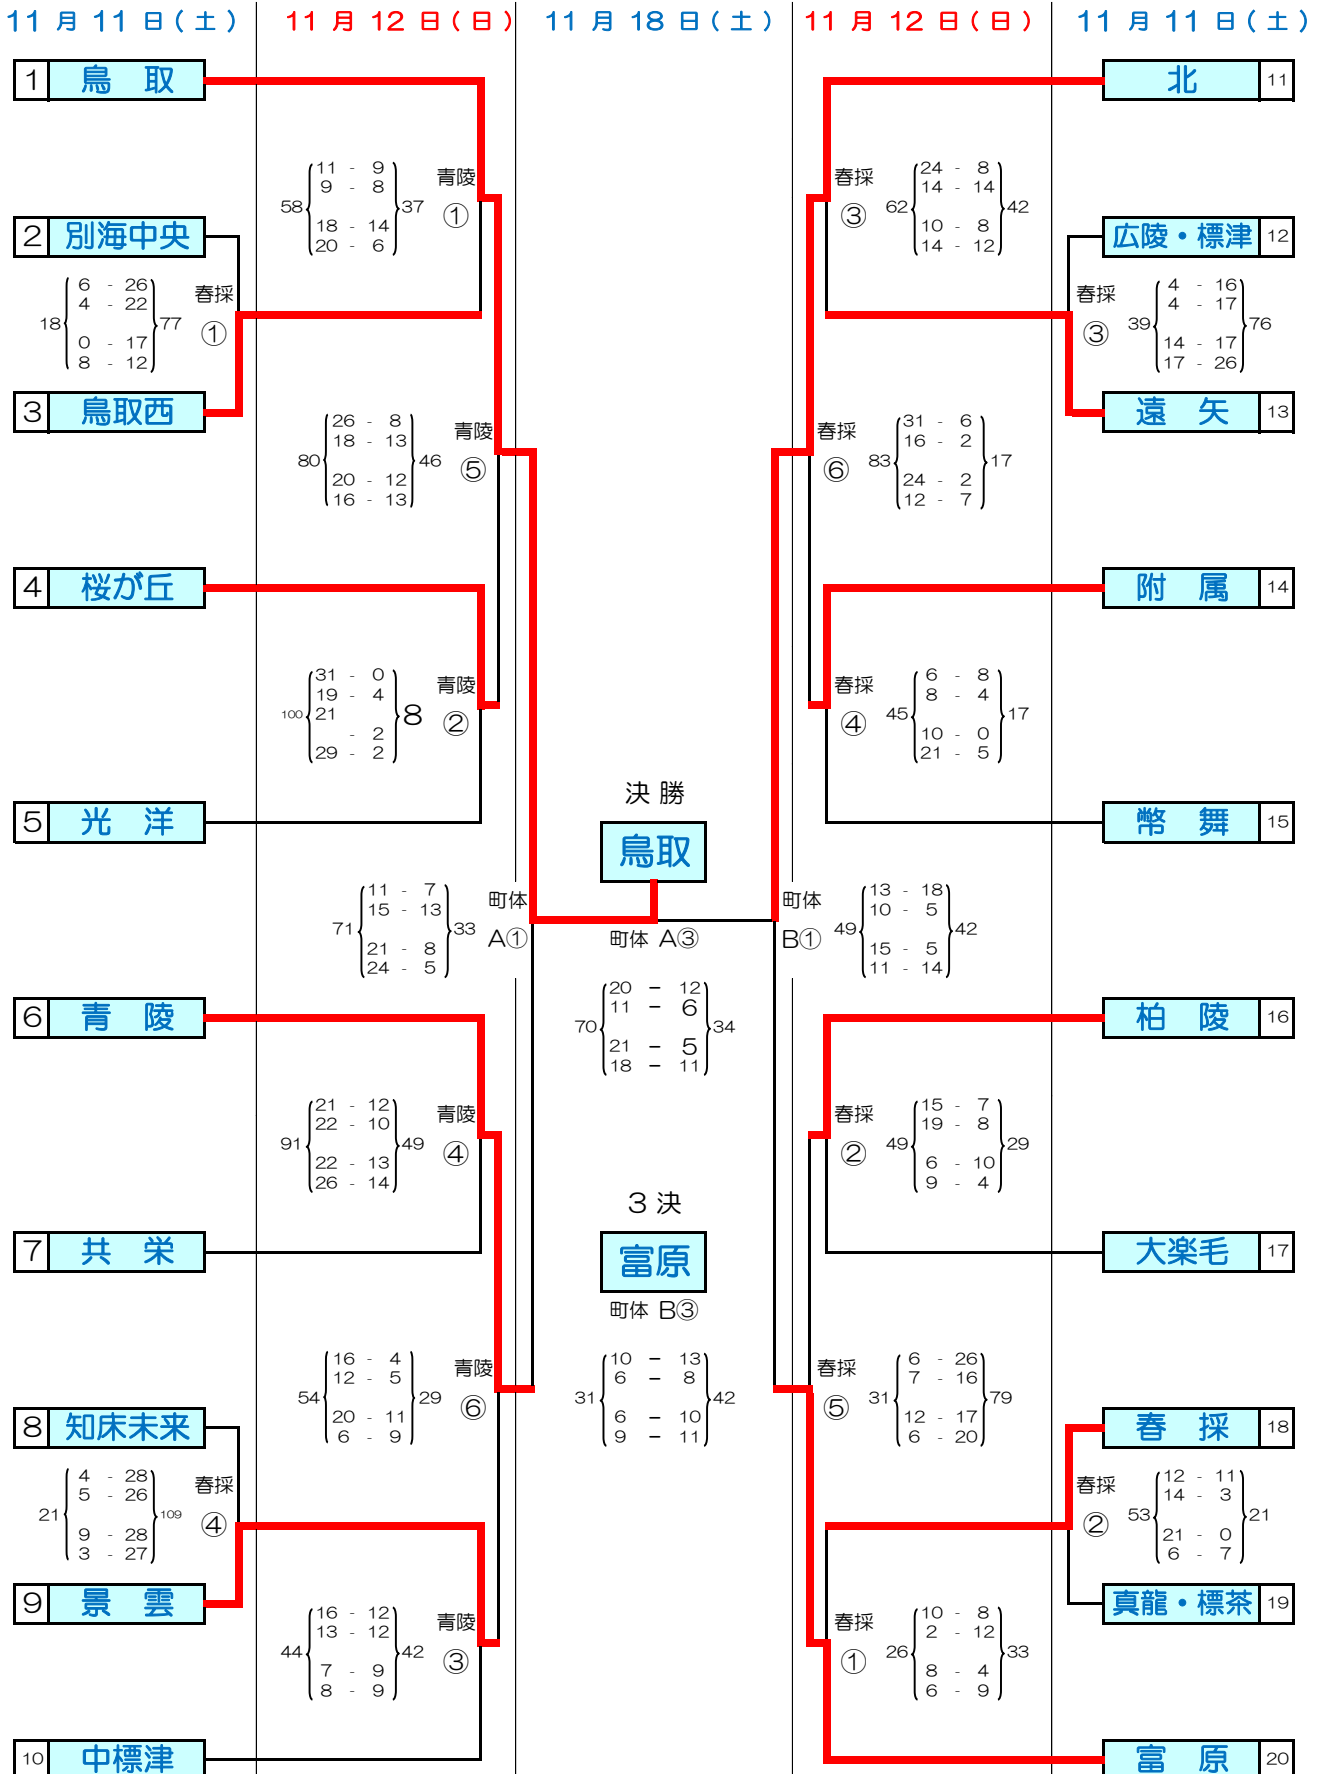 11 月 11 日(土)
11 月 12 日(日)
11 月 18 日(土)
11 月 12 日(日)
11 月 11 日(土)
1 鳥 取
11 - 9
9 - 8
58 37
18 - 14
20 - 6
青陵
①
2 別海中央
6 - 26
4 - 22
18 77
0 - 17
8 - 12
春採
①
3 鳥取西
26 - 8
18 - 13
80 46
20 - 12
16 - 13
青陵
⑤
4 桜が丘
31 - 0
19 - 4
100 21 8
- 2
29 - 2
青陵
②
5 光 洋
11 - 7
15 - 13
71 33
21 - 8
24 - 5
町体
A①
6 青 陵
21 - 12
22 - 10
91 49
22 - 13
26 - 14
青陵
④
7 共 栄
16 - 4
12 - 5
54 29
20 - 11
6 - 9
青陵
⑥
8 知床未来
4 - 28
5 - 26
21 109
9 - 28
3 - 27
春採
④
9 景 雲
16 - 12
13 - 12
44 42
7 - 9
8 - 9
青陵
③
10 中標津
決 勝
鳥取
町体 A③
20 - 12
11 - 6
70 34
21 - 5
18 - 11
3 決
富原
町体 B③
10 - 13
6 - 8
31 42
6 - 10
9 - 11
北 11
春採
③
24 - 8
14 - 14
62 42
10 - 8
14 - 12
広陵・標津 12
春採
③
4 - 16
4 - 17
39 76
14 - 17
17 - 26
遠 矢 13
春採
⑥
31 - 6
16 - 2
83 17
24 - 2
12 - 7
附 属 14
春採
④
6 - 8
8 - 4
45 17
10 - 0
21 - 5
幣 舞 15
町体
B①
13 - 18
10 - 5
49 42
15 - 5
11 - 14
柏 陵 16
春採
②
15 - 7
19 - 8
49 29
6 - 10
9 - 4
大楽毛 17
春採
⑤
6 - 26
7 - 16
31 79
12 - 17
6 - 20
春 採 18
春採
②
12 - 11
14 - 3
53 21
21 - 0
6 - 7
真龍・標茶 19
春採
①
10 - 8
2 - 12
26 33
8 - 4
6 - 9
富 原 20